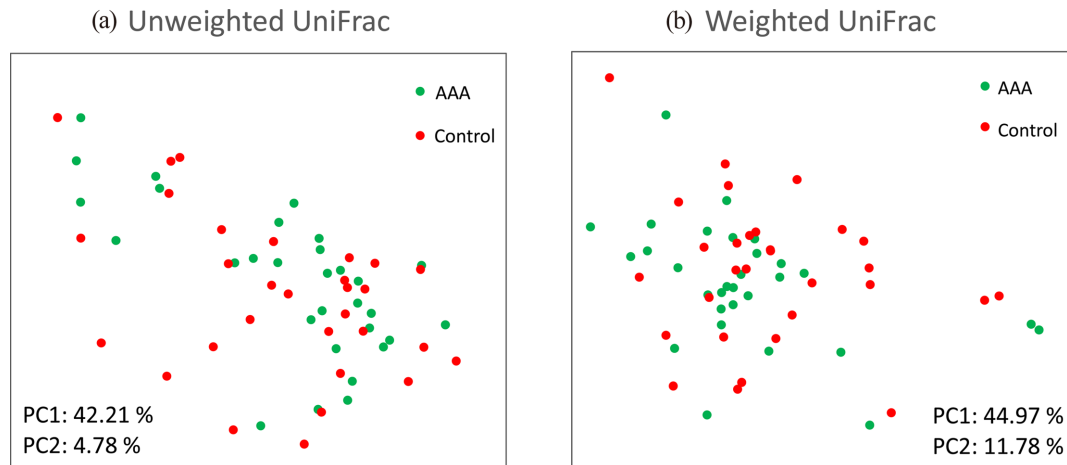 (a) Unweighted UniFrac
AAA
Control
PC1: 42.21 %
PC2: 4.78 %
(b) Weighted UniFrac
AAA
Control
PC1: 44.97 %
PC2: 11.78 %